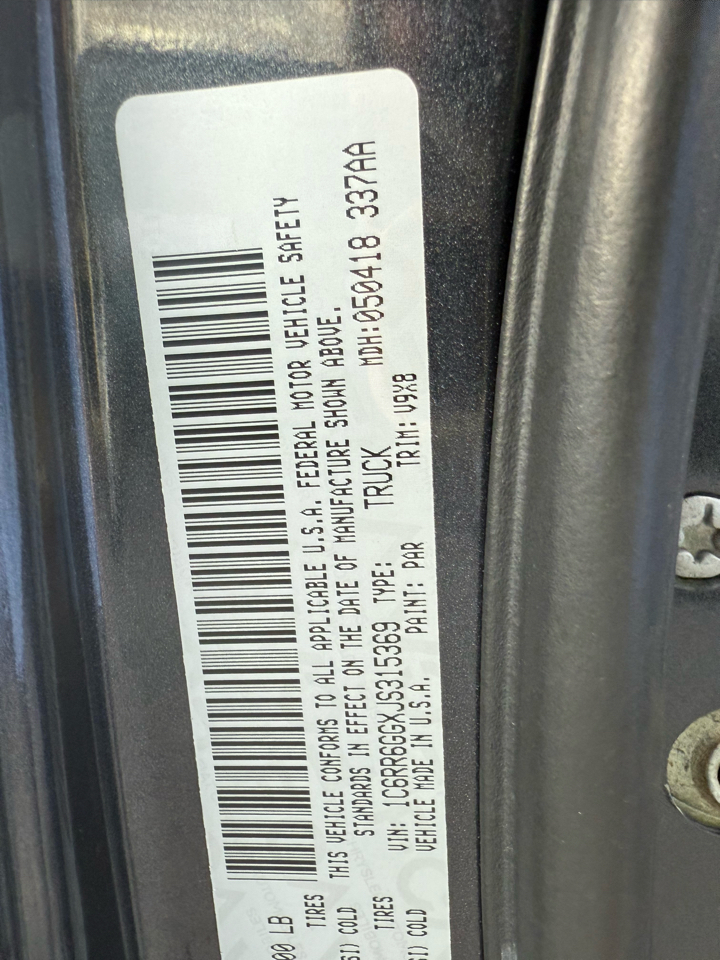 00 LB
TIRES
SI) COLD
THIS VEHICLE CONFORMS TO ALL APPLICABLE U.S.A. FEDERAL MOTOR VEHICLE SAFETY
STANDARDS IN EFFECT ON THE DATE OF MANUFACTURE SHOWN ABOVE.
TIRES
SI) COLD
MDH:050418 337AA
VIN: 1C6RR6GGXJS315369 TYPE: TRUCK
VEHICLE MADE IN U.S.A. PAINT: PAR TRIM: V9X8